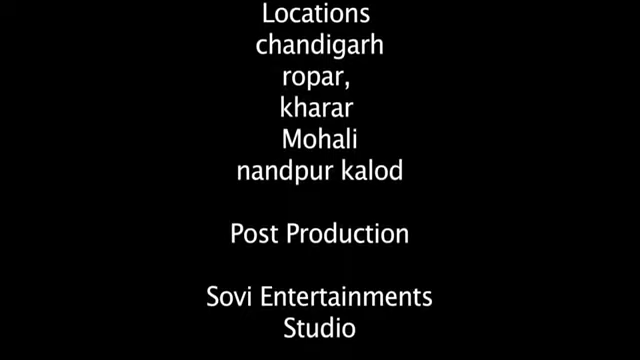 Locations
chandigarh
ropar,
kharar
Mohali
nandpur kalod
Post Production
Sovi Entertainments
Studio